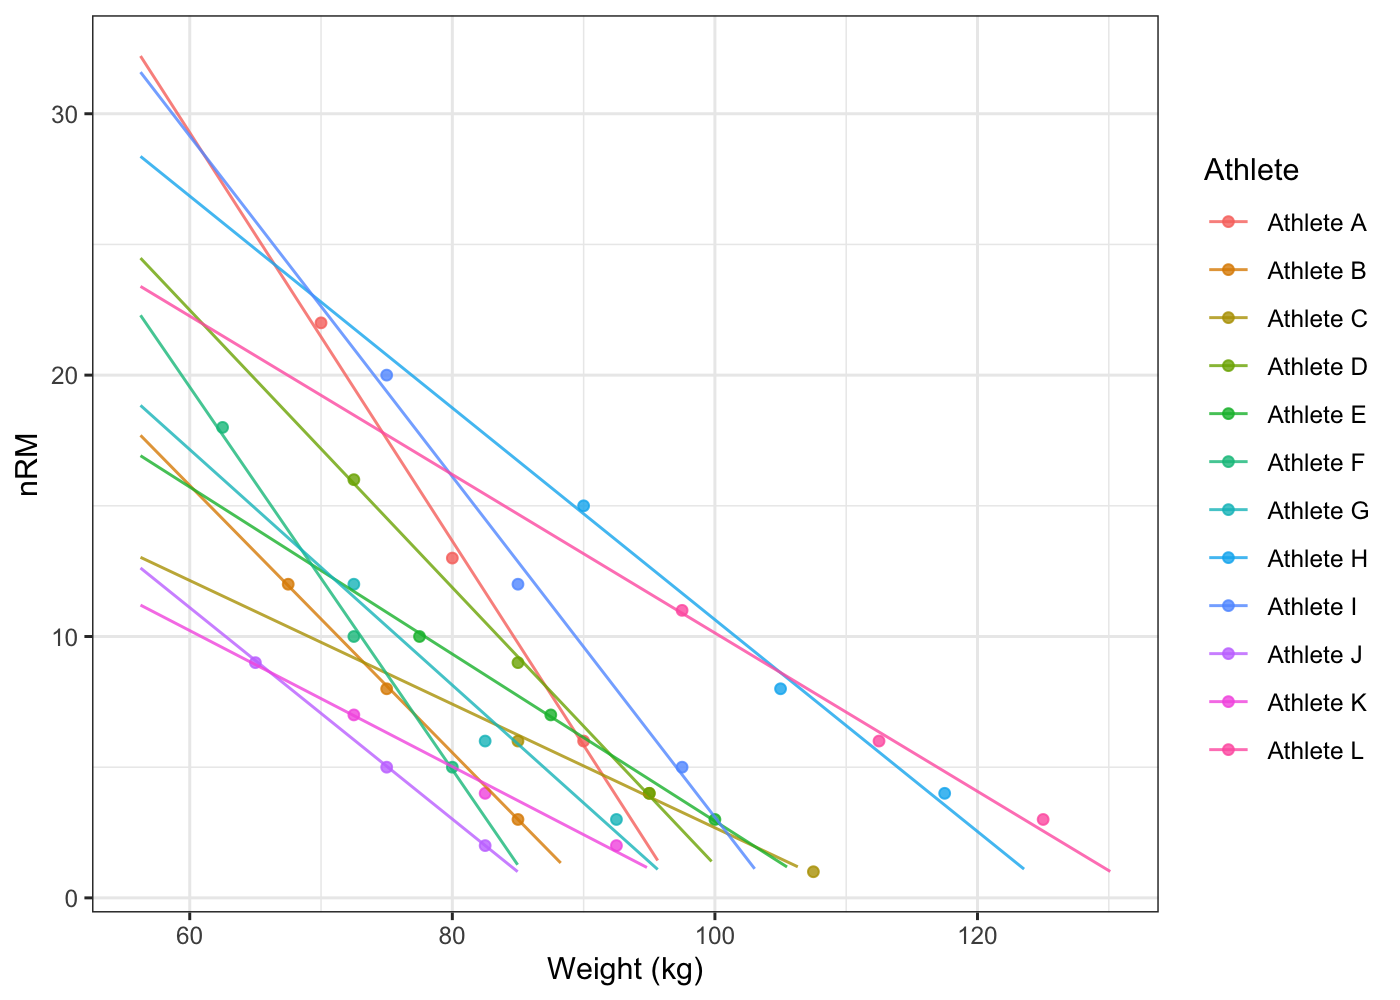 30
20
10
0
nRM
60 80 100 120
Weight (kg)
Athlete
Athlete A
Athlete B
Athlete C
Athlete D
Athlete E
Athlete F
Athlete G
Athlete H
Athlete I
Athlete J
Athlete K
Athlete L